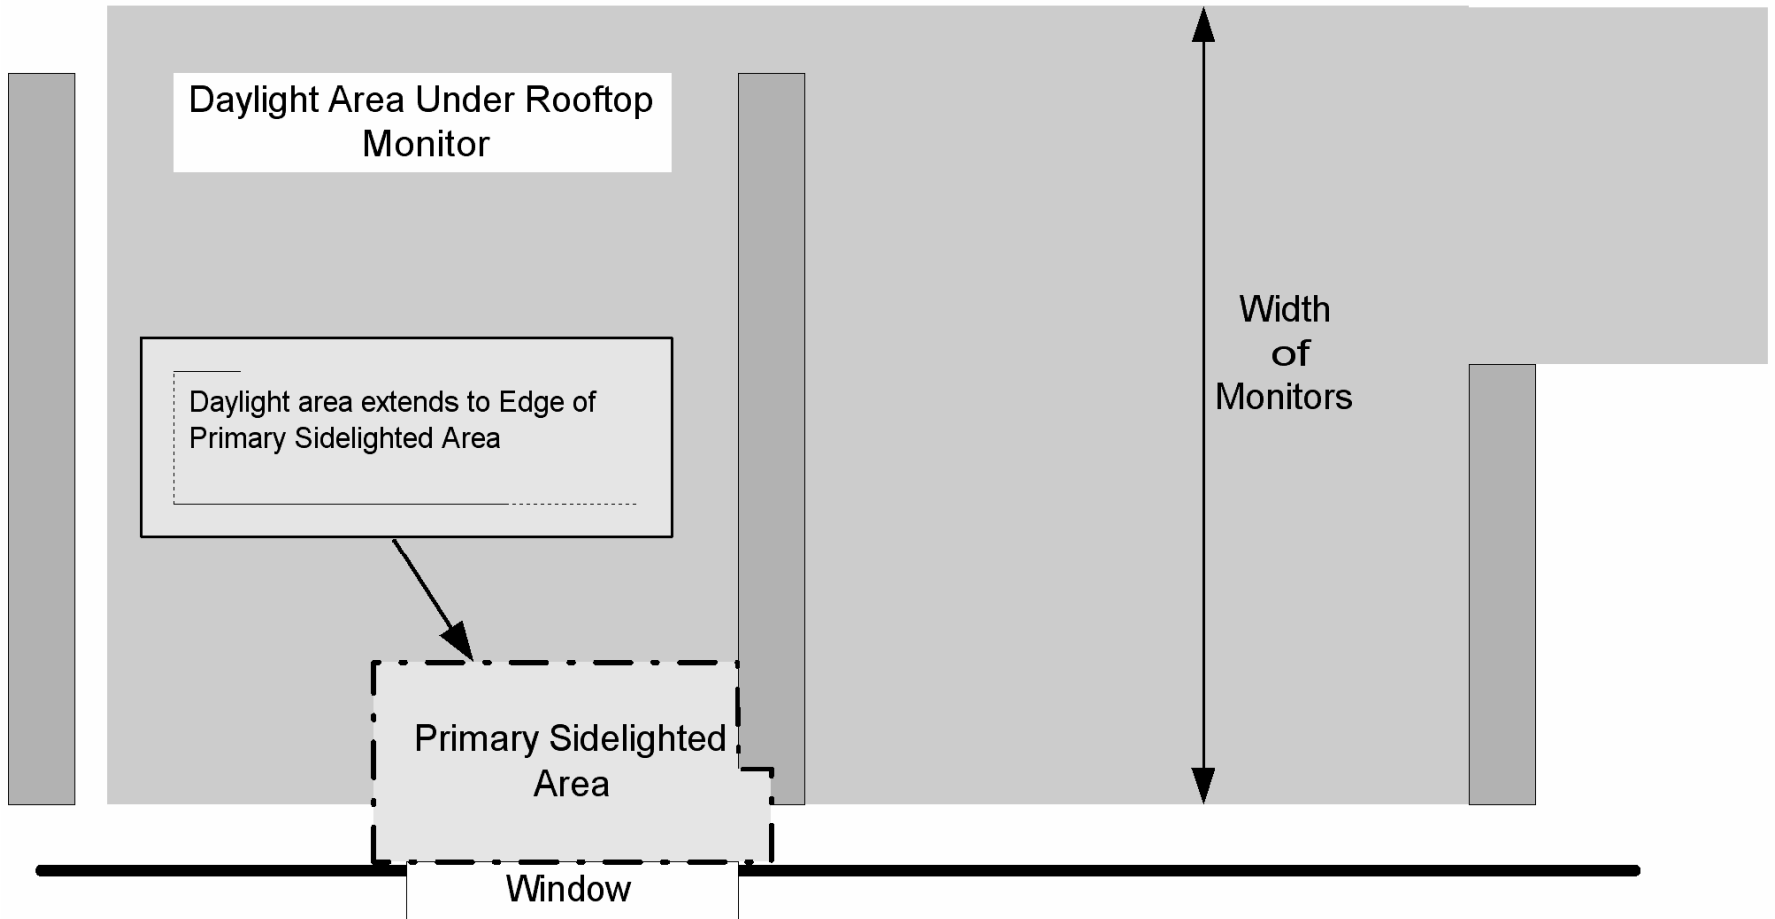 Daylight Area Under Rooftop
Monitor
Width
of
Monitors
Daylight area extends to Edge of
Primary Sidelighted Area
Primary Sidelighted
Area
Window